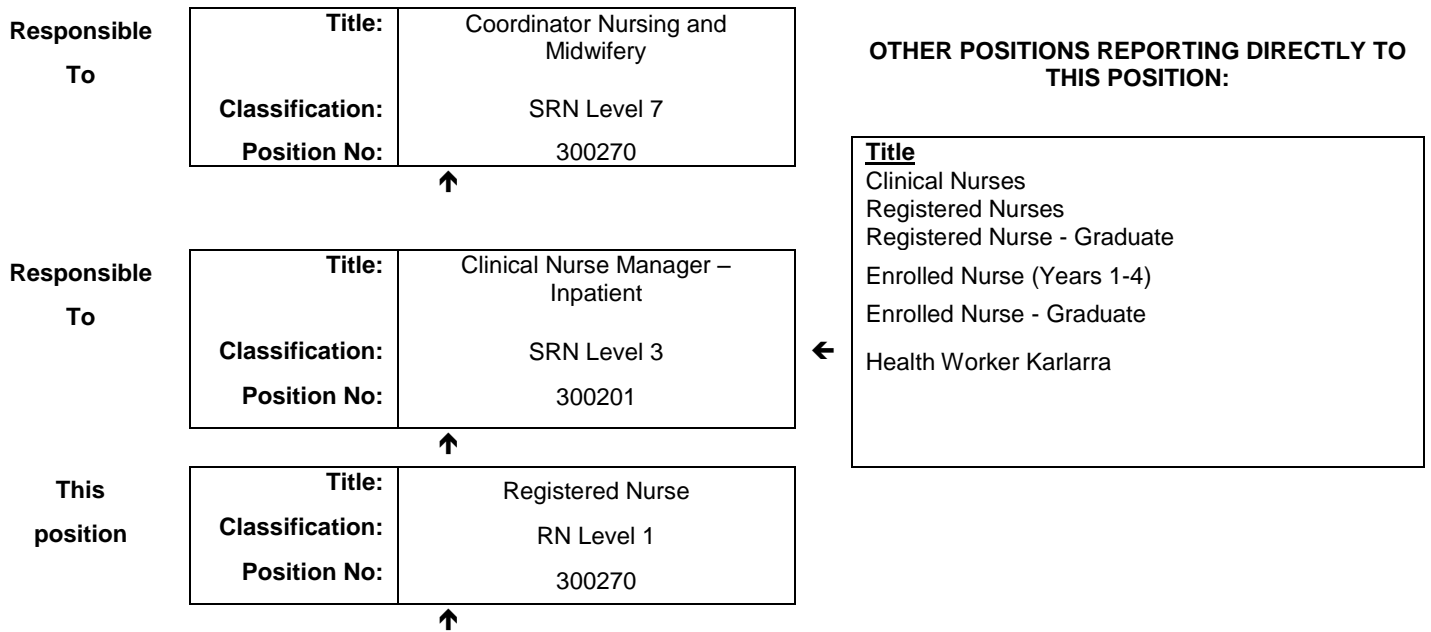 Responsible
To
Title: Coordinator Nursing and
Midwifery
Classification: SRN Level 7
Position No: 300270
🡹
OTHER POSITIONS REPORTING DIRECTLY TO
THIS POSITION:
Responsible
To
Title: Clinical Nurse Manager –
Inpatient
Classification: SRN Level 3
Position No: 300201
🡹
🡸
Title
Clinical Nurses
Registered Nurses
Registered Nurse - Graduate
Enrolled Nurse (Years 1-4)
Enrolled Nurse - Graduate
Health Worker Karlarra
This
position
Title: Registered Nurse
Classification: RN Level 1
Position No: 300270
🡹